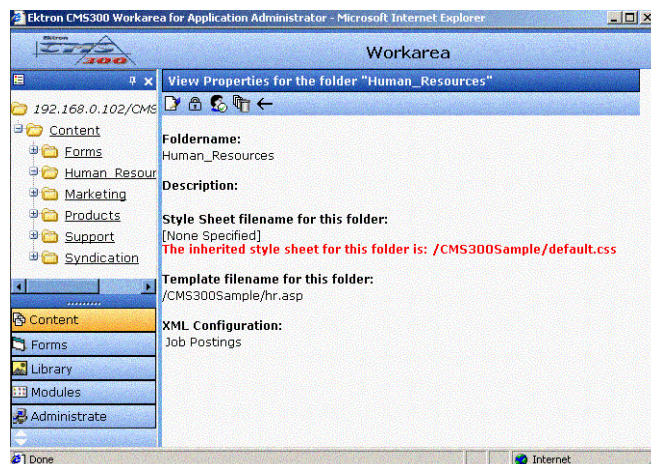 Ektron CMS300 Workarea for Application Administrator - Microsoft Internet Explorer
Ektron
CMS
300
Workarea
View Properties for the folder "Human_Resources"
192.168.0.102/CMS
Content
Forms
Human_Resour
Marketing
Products
Support
Syndication
Foldername:
Human_Resources
Description:
Style Sheet filename for this folder:
[None Specified]
The inherited style sheet for this folder is: /CMS300Sample/default.css
Template filename for this folder:
/CMS300Sample/hr.asp
XML Configuration:
Job Postings
Content
Forms
Library
Modules
Administrate
Done
Internet